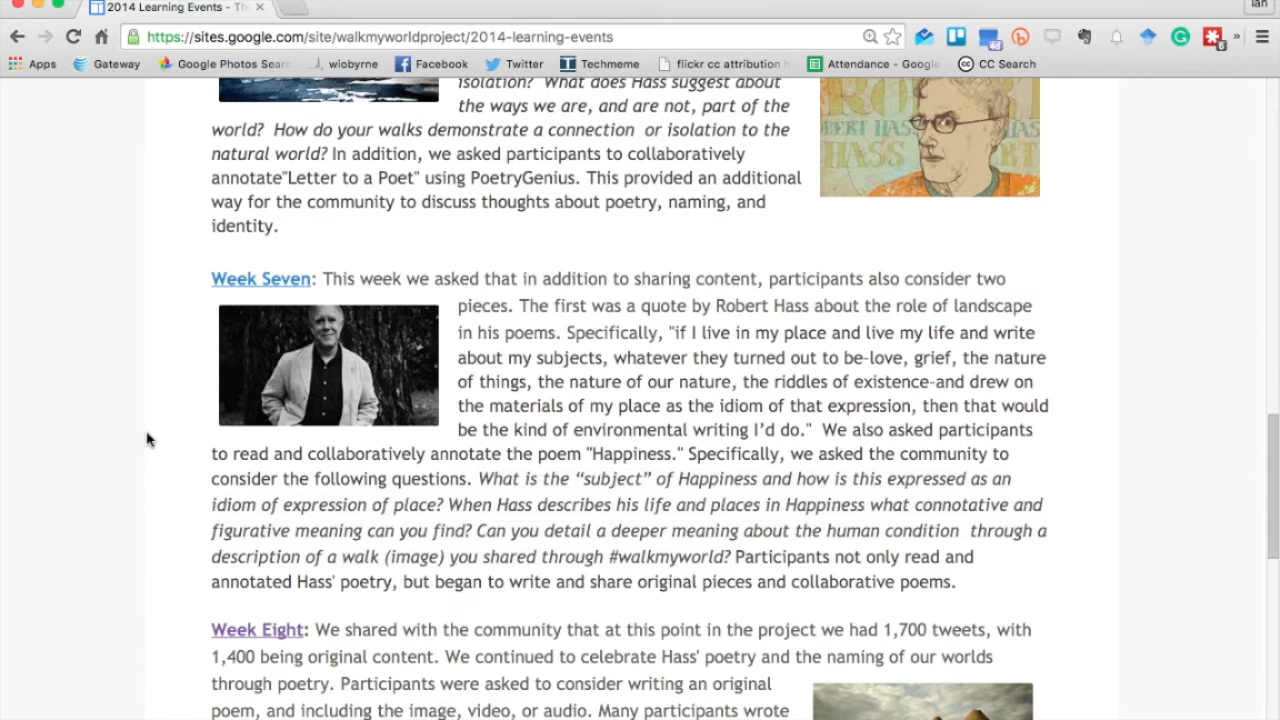 2014 Learning Events - Th
Ian
https://sites.google.com/site/walkmyworldproject/2014-learning-events
Apps
Gateway
Google Photos Searc
wiobyrne
Facebook
Twitter
Techmeme
flickr cc attribution
Attendance - Google
CC Search
isolation? What does Hass suggest about
the ways we are, and are not, part of the
world? How do your walks demonstrate a connection or isolation to the
natural world? In addition, we asked participants to collaboratively
annotate"Letter to a Poet" using PoetryGenius. This provided an additional
way for the community to discuss thoughts about poetry, naming, and
identity.
ROBERT
ROBERT HASS HAS
HASS RT
Week Seven: This week we asked that in addition to sharing content, participants also consider two
pieces. The first was a quote by Robert Hass about the role of landscape
in his poems. Specifically, "if I live in my place and live my life and write
about my subjects, whatever they turned out to be-love, grief, the nature
of things, the nature of our nature, the riddles of existence-and drew on
the materials of my place as the idiom of that expression, then that would
be the kind of environmental writing I'd do." We also asked participants
to read and collaboratively annotate the poem "Happiness." Specifically, we asked the community to
consider the following questions. What is the “subject” of Happiness and how is this expressed as an
idiom of expression of place? When Hass describes his life and places in Happiness what connotative and
figurative meaning can you find? Can you detail a deeper meaning about the human condition through a
description of a walk (image) you shared through #walkmyworld? Participants not only read and
annotated Hass' poetry, but began to write and share original pieces and collaborative poems.
Week Eight: We shared with the community that at this point in the project we had 1,700 tweets, with
1,400 being original content. We continued to celebrate Hass' poetry and the naming of our worlds
through poetry. Participants were asked to consider writing an original
poem, and including the image, video, or audio. Many participants wrote